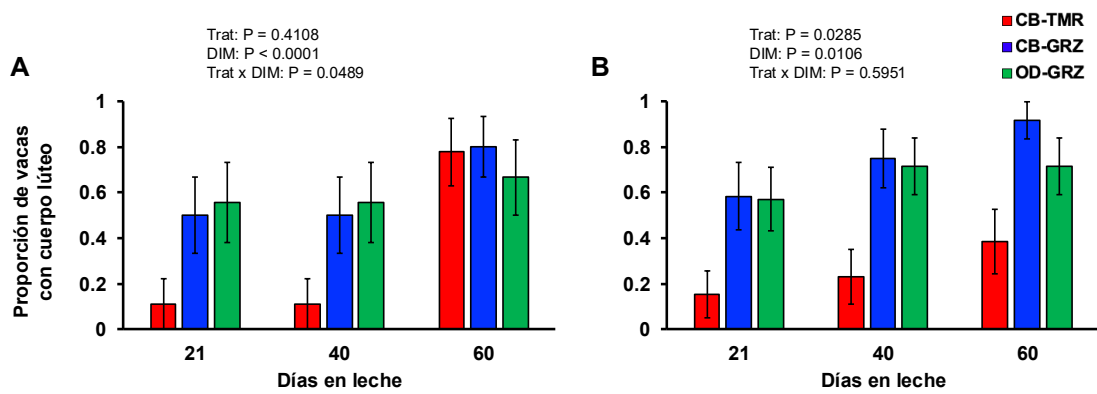 A
Trat: P = 0.4108
DIM: P < 0.0001
Trat x DIM: P = 0.0489
Proporción de vacas
con cuerpo lúteo
1
0.8
0.6
0.4
0.2
0
21 40 60
Días en leche
B
Trat: P = 0.0285
DIM: P = 0.0106
Trat x DIM: P = 0.5951
CB-TMR
CB-GRZ
OD-GRZ
1
0.8
0.6
0.4
0.2
0
21 40 60
Días en leche